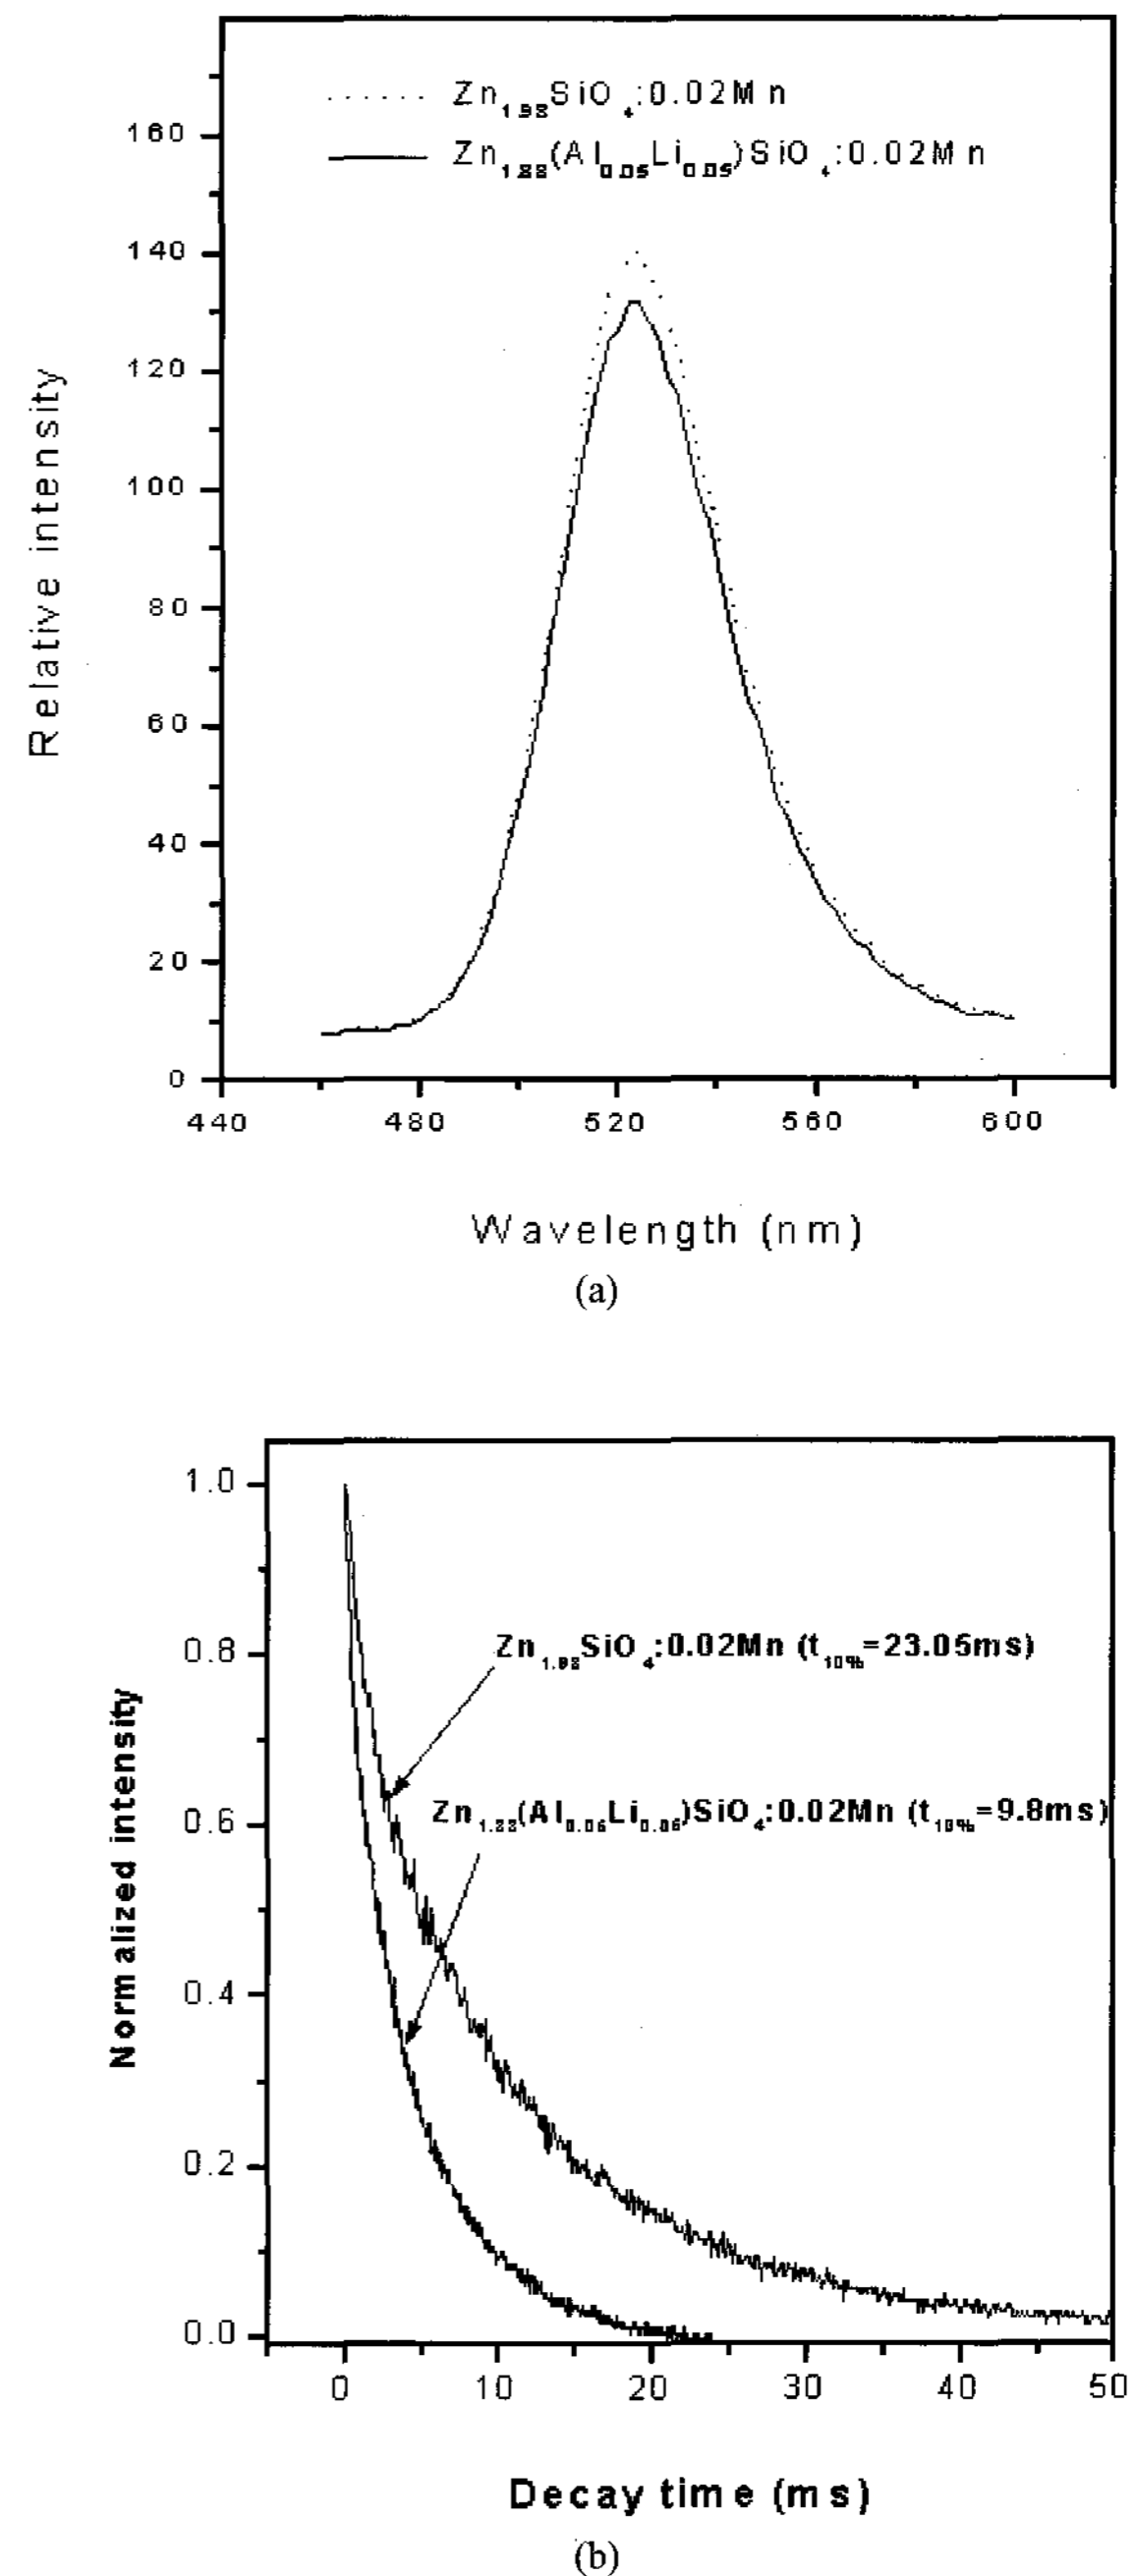 Zn1.98SiO4:0.02Mn
Zn1.88(Al0.05Li0.05)SiO4:0.02Mn
160
140
120
100
80
60
40
20
0
Relative intensity
440 480 520 560 600
Wavelength (nm)
(a)
1.0
0.8
0.6
0.4
0.2
0.0
Normalized intensity
Zn1.98SiO4:0.02Mn (t10%=23.05ms)
Zn1.88(Al0.05Li0.05)SiO4:0.02Mn (t10%=9.8ms)
0 10 20 30 40 50
Decay time (ms)
(b)